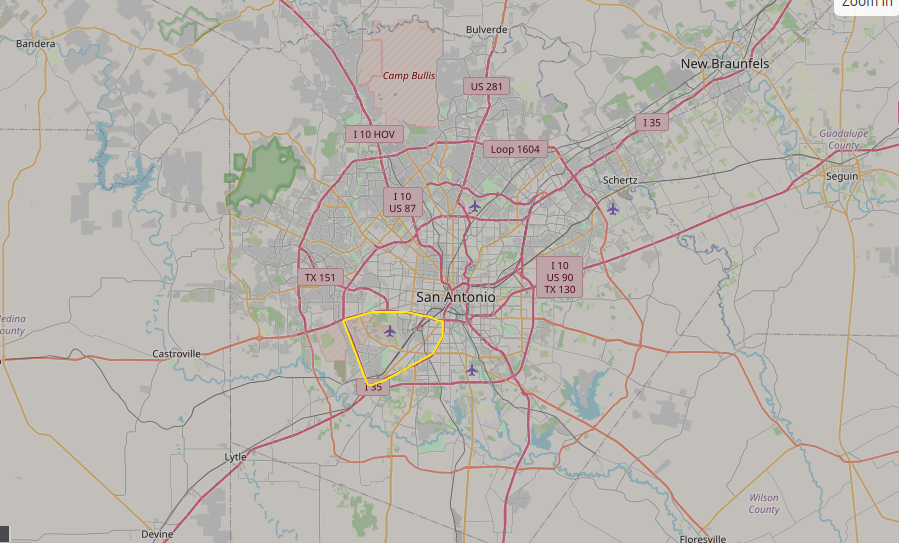 Zoom in
Bandera
Bulverde
New Braunfels
Camp Bullis
US 281
I 35
I 10 HOV
Guadalupe
County
Loop 1604
Schertz
Seguin
I 10
US 87
I 10
US 90
TX 130
TX 151
San Antonio
County
Castroville
I 35
Lytle
Wilson
County
Devine
Floresville